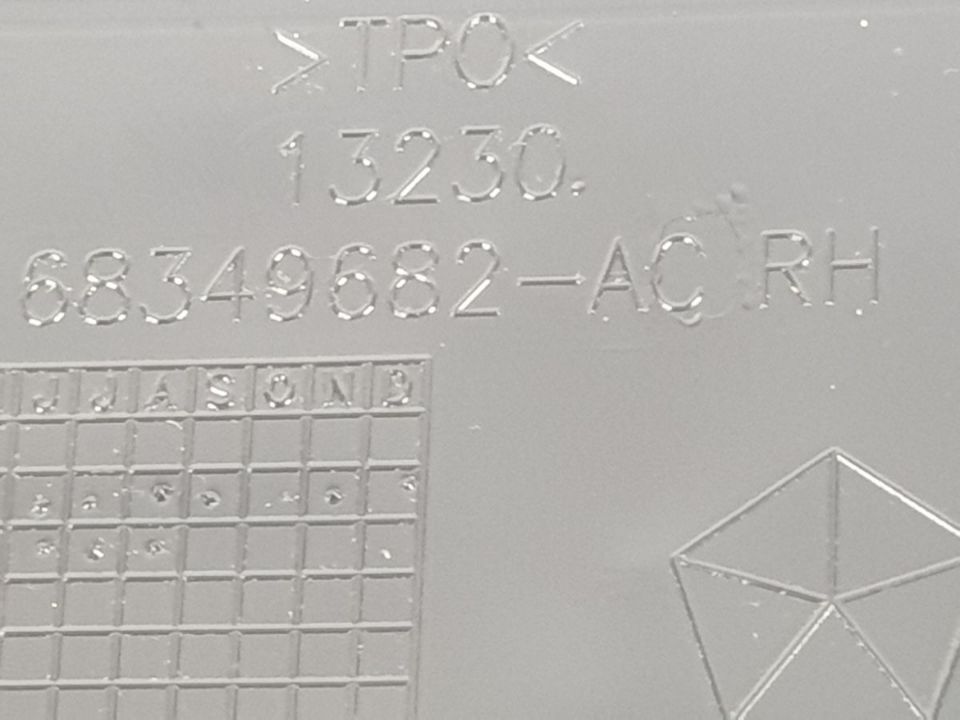 >TPO<
13230.
68349682-AC RH
J J A S O N D